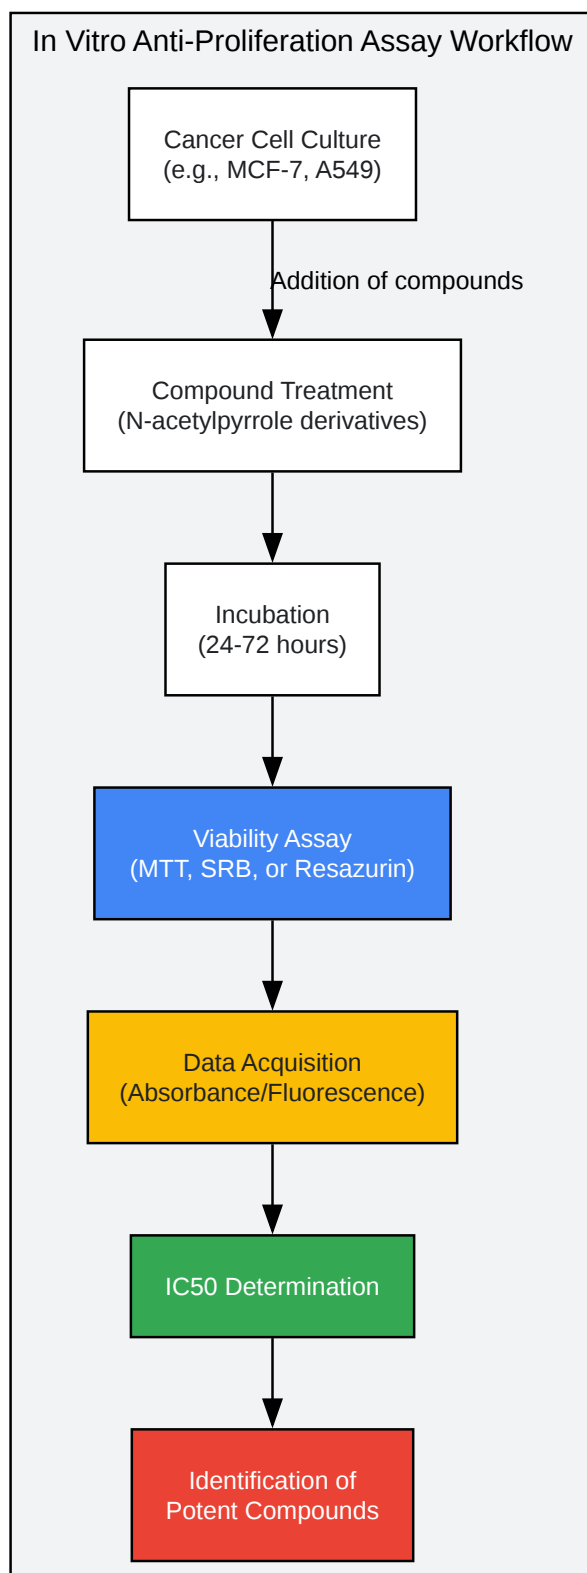 In Vitro Anti-Proliferation Assay Workflow
Cancer Cell Culture
(e.g., MCF-7, A549)
Addition of compounds
Compound Treatment
(N-acetylpyrrole derivatives)
Incubation
(24-72 hours)
Viability Assay
(MTT, SRB, or Resazurin)
Data Acquisition
(Absorbance/Fluorescence)
IC50 Determination
Identification of
Potent Compounds